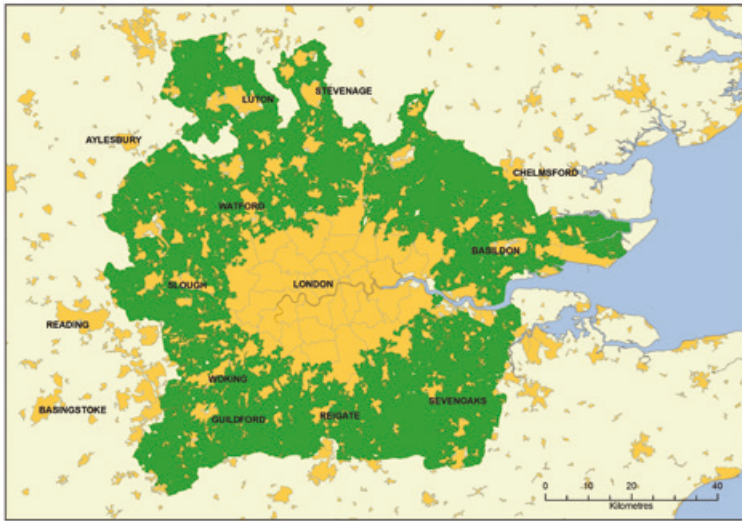 LUTON
STEVENAGE
AYLESBURY
CHELMSFORD
WATFORD
BASILDON
SLOUGH
LONDON
READING
WOKING
SEVENOAKS
BASINGSTOKE
GUILDFORD
REIGATE
0 10 20 40
Kilometres